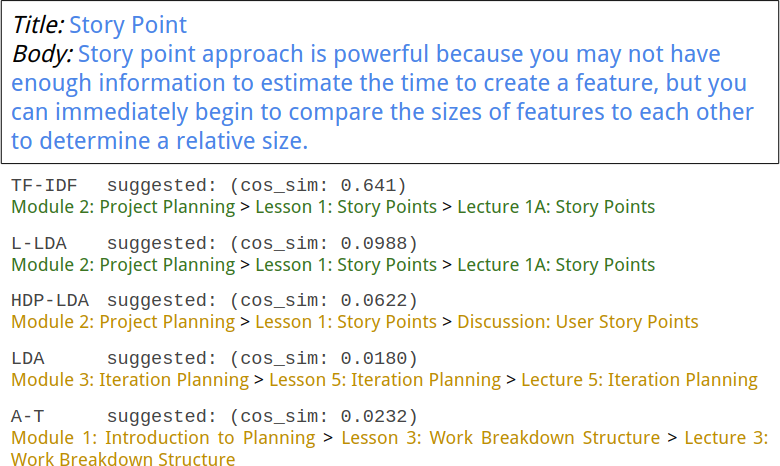 Title: Story Point
Body: Story point approach is powerful because you may not have
enough information to estimate the time to create a feature, but you
can immediately begin to compare the sizes of features to each other
to determine a relative size.
TF-IDF suggested: (cos_sim: 0.641)
Module 2: Project Planning > Lesson 1: Story Points > Lecture 1A: Story Points
L-LDA suggested: (cos_sim: 0.0988)
Module 2: Project Planning > Lesson 1: Story Points > Lecture 1A: Story Points
HDP-LDA suggested: (cos_sim: 0.0622)
Module 2: Project Planning > Lesson 1: Story Points > Discussion: User Story Points
LDA suggested: (cos_sim: 0.0180)
Module 3: Iteration Planning > Lesson 5: Iteration Planning > Lecture 5: Iteration Planning
A-T suggested: (cos_sim: 0.0232)
Module 1: Introduction to Planning > Lesson 3: Work Breakdown Structure > Lecture 3:
Work Breakdown Structure